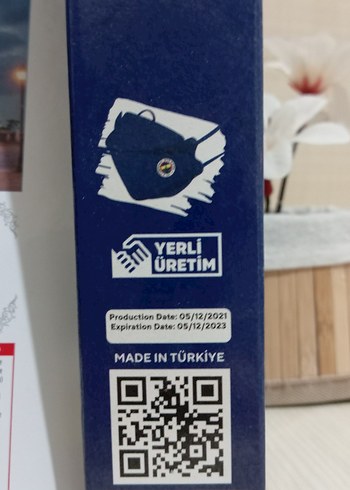 YERLİ
ÜRETİM
Production Date: 05/12/2021
Expiration Date: 05/12/2023
MADE IN TÜRKİYE